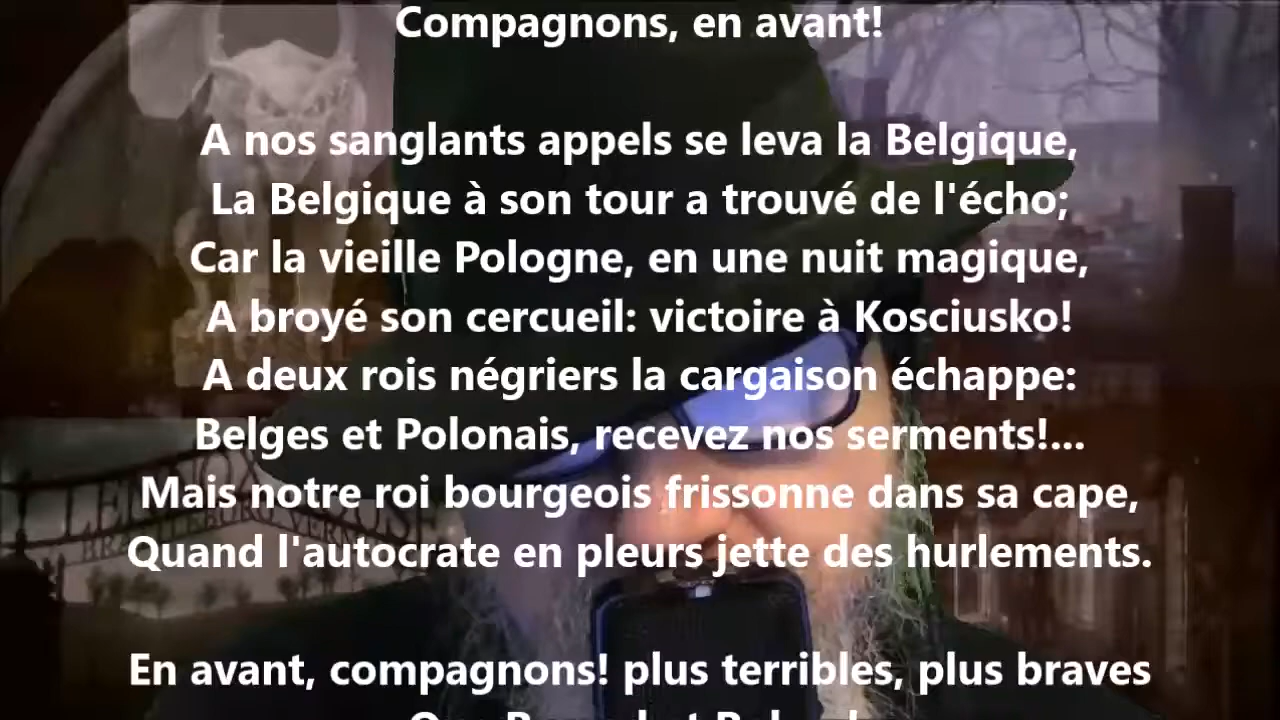 Compagnons, en avant!
A nos sanglants appels se leva la Belgique,
La Belgique à son tour a trouvé de l'écho;
Car la vieille Pologne, en une nuit magique,
A broyé son cercueil: victoire à Kosciusko!
A deux rois négriers la cargaison échappe:
Belges et Polonais, recevez nos serments!...
Mais notre roi bourgeois frissonne dans sa cape,
Quand l'autocrate en pleurs jette des hurlements.
En avant, compagnons! plus terribles, plus braves